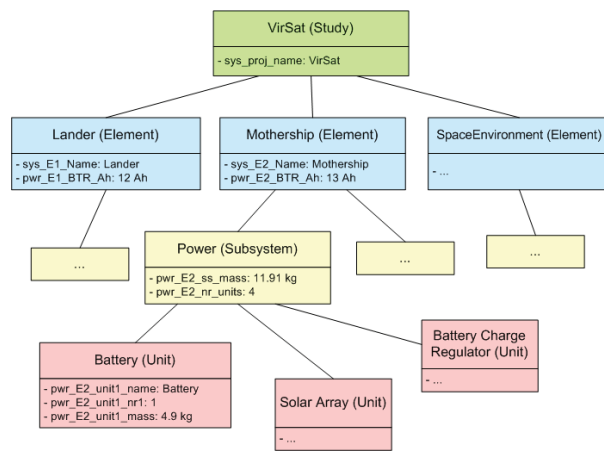 VirSat (Study)
- sys_proj_name: VirSat
Lander (Element)
- sys_E1_Name: Lander
- pwr_E1_BTR_Ah: 12 Ah
Mothership (Element)
- sys_E2_Name: Mothership
- pwr_E2_BTR_Ah: 13 Ah
SpaceEnvironment (Element)
- ...
...
Power (Subsystem)
- pwr_E2_ss_mass: 11.91 kg
- pwr_E2_nr_units: 4
...
...
Battery (Unit)
- pwr_E2_unit1_name: Battery
- pwr_E2_unit1_nr1: 1
- pwr_E2_unit1_mass: 4.9 kg
Solar Array (Unit)
- ...
Battery Charge
Regulator (Unit)
- ...